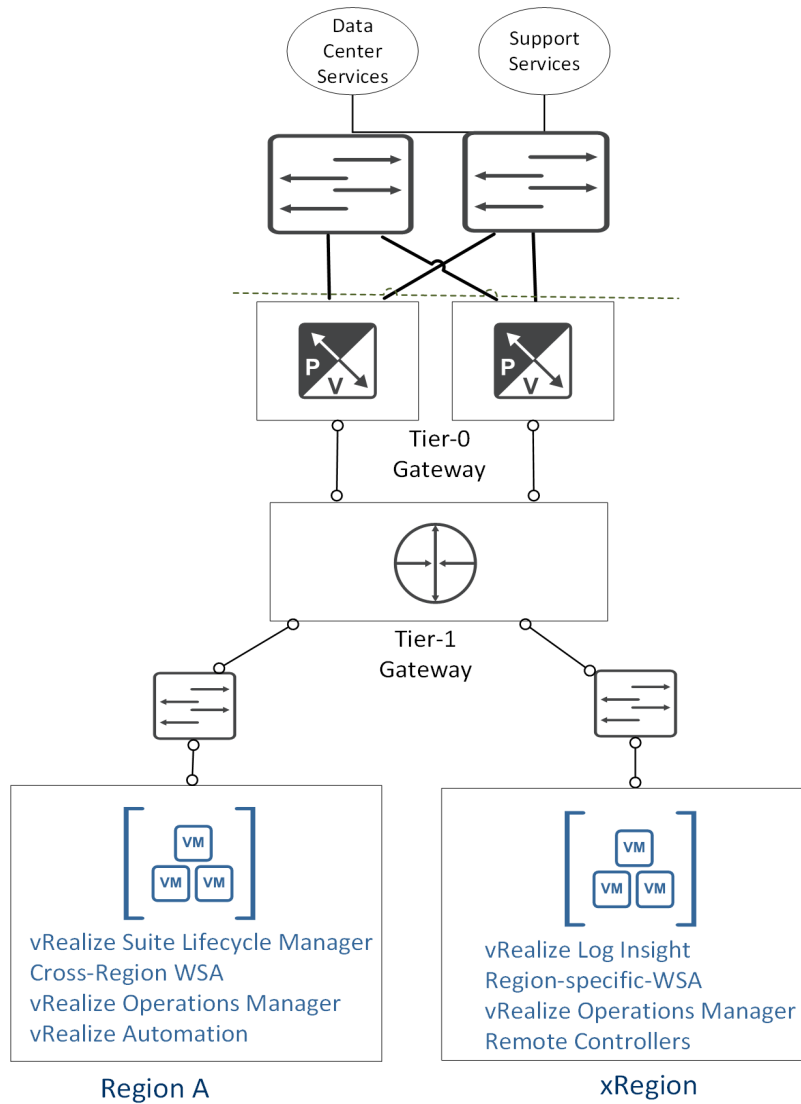 Data
Center
Services
Support
Services
P
V
P
V
Tier-0
Gateway
Tier-1
Gateway
VM
VM
VM
vRealize Suite Lifecycle Manager
Cross-Region WSA
vRealize Operations Manager
vRealize Automation
Region A
VM
VM
VM
vRealize Log Insight
Region-specific-WSA
vRealize Operations Manager
Remote Controllers
xRegion